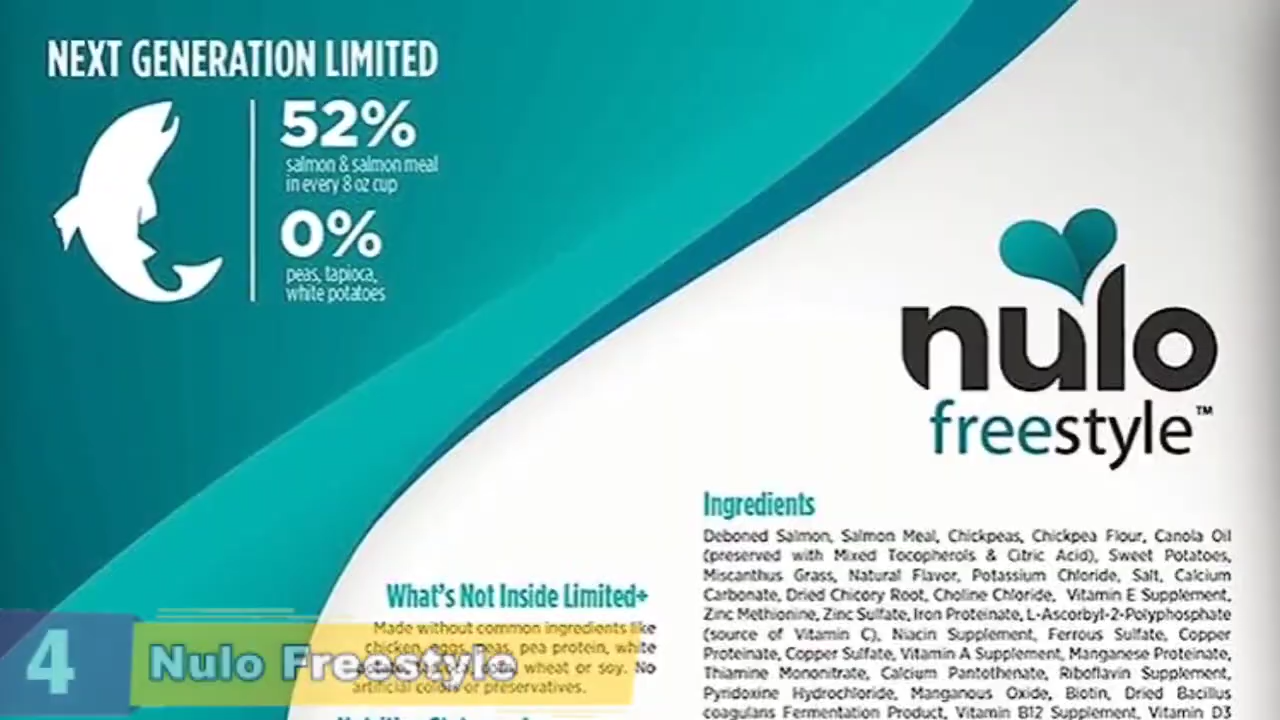 NEXT GENERATION LIMITED
52%
salmon & salmon meal
in every 8 oz cup
0%
peas, tapioca,
white potatoes
nulo
freestyle™
Ingredients
Deboned Salmon, Salmon Meal, Chickpeas, Chickpea Flour, Canola Oil
(preserved with Mixed Tocopherols & Citric Acid), Sweet Potatoes,
Miscanthus Grass, Natural Flavor, Potassium Chloride, Salt, Calcium
Carbonate, Dried Chicory Root, Choline Chloride, Vitamin E Supplement,
Zinc Methionine, Zinc Sulfate, Iron Proteinate, L-Ascorbyl-2-Polyphosphate
(source of Vitamin C), Niacin Supplement, Ferrous Sulfate, Copper
Proteinate, Copper Sulfate, Vitamin A Supplement, Manganese Proteinate,
Thiamine Mononitrate, Calcium Pantothenate, Riboflavin Supplement,
Pyridoxine Hydrochloride, Manganous Oxide, Biotin, Dried Bacillus
coagulans Fermentation Product, Vitamin B12 Supplement, Vitamin D3
What's Not Inside Limited+
Made without common ingredients like
chicken, eggs, peas, pea protein, white
wheat or soy. No
artificial colors or preservatives.
4
Nulo Freestyle